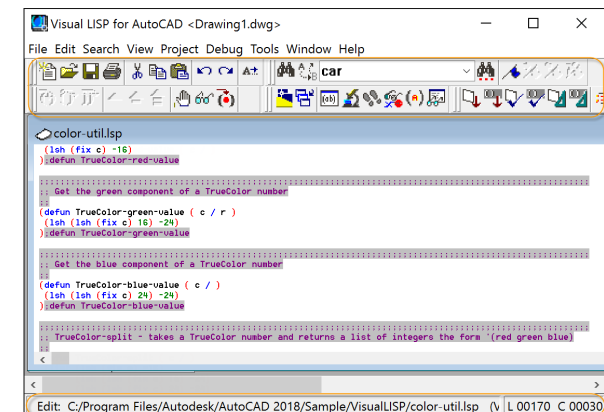 Visual LISP for AutoCAD <Drawing1.dwg>
File Edit Search View Project Debug Tools Window Help
car
color-util.lsp
(lsh (fix c) -16)
);defun TrueColor-red-value
;;;;;;;;;;;;;;;;;;;;;;;;;;;;;;;;;;;;;;;;;;;;;;;;;;;;;;;;;;;;;;;;;;;;;;;;;;;;;;
;; Get the green component of a TrueColor number
;;
(defun TrueColor-green-value ( c / r )
(lsh (lsh (fix c) 16) -24)
);defun TrueColor-green-value
;;;;;;;;;;;;;;;;;;;;;;;;;;;;;;;;;;;;;;;;;;;;;;;;;;;;;;;;;;;;;;;;;;;;;;;;;;;;;;
;; Get the blue component of a TrueColor number
;;
(defun TrueColor-blue-value ( c / )
(lsh (lsh (fix c) 24) -24)
);defun TrueColor-blue-value
;;;;;;;;;;;;;;;;;;;;;;;;;;;;;;;;;;;;;;;;;;;;;;;;;;;;;;;;;;;;;;;;;;;;;;;;;;;;;;
;; TrueColor-split - takes a TrueColor number and returns a list of integers the form '(red green blue)
;;
Edit: C:/Program Files/Autodesk/AutoCAD 2018/Sample/VisualLISP/color-util.lsp (V L 00170 C 00030